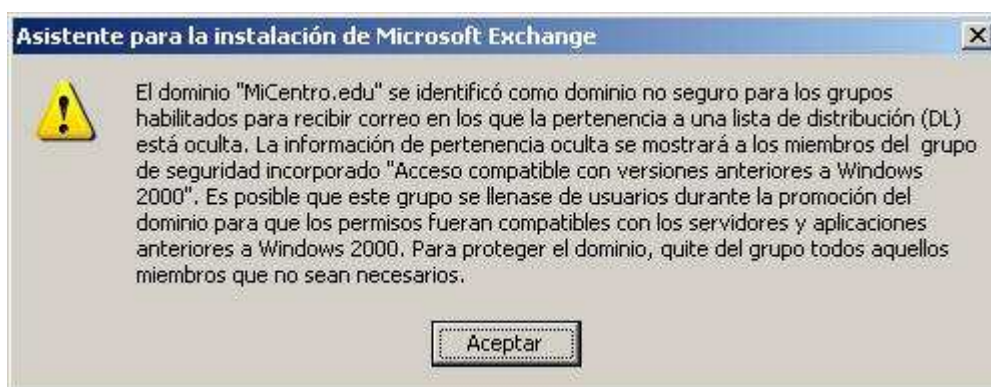 Asistente para la instalación de Microsoft Exchange
El dominio "MiCentro.edu" se identificó como dominio no seguro para los grupos
habilitados para recibir correo en los que la pertenencia a una lista de distribución (DL)
está oculta. La información de pertenencia oculta se mostrará a los miembros del grupo
de seguridad incorporado "Acceso compatible con versiones anteriores a Windows
2000". Es posible que este grupo se llenase de usuarios durante la promoción del
dominio para que los permisos fueran compatibles con los servidores y aplicaciones
anteriores a Windows 2000. Para proteger el dominio, quite del grupo todos aquellos
miembros que no sean necesarios.
Aceptar